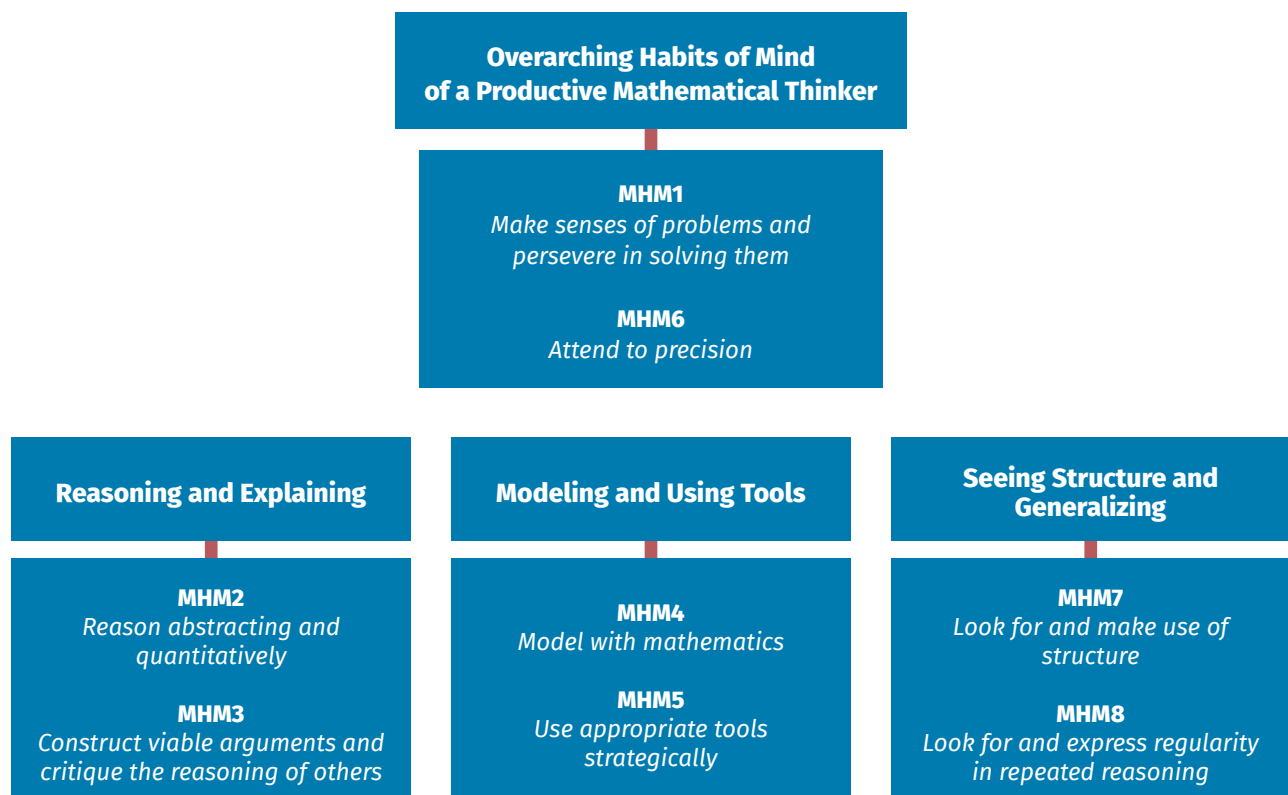 Overarching Habits of Mind
of a Productive Mathematical Thinker
MHM1
Make senses of problems and
persevere in solving them
MHM6
Attend to precision
Reasoning and Explaining
MHM2
Reason abstracting and
quantitatively
MHM3
Construct viable arguments and
critique the reasoning of others
Modeling and Using Tools
MHM4
Model with mathematics
MHM5
Use appropriate tools
strategically
Seeing Structure and
Generalizing
MHM7
Look for and make use of
structure
MHM8
Look for and express regularity
in repeated reasoning